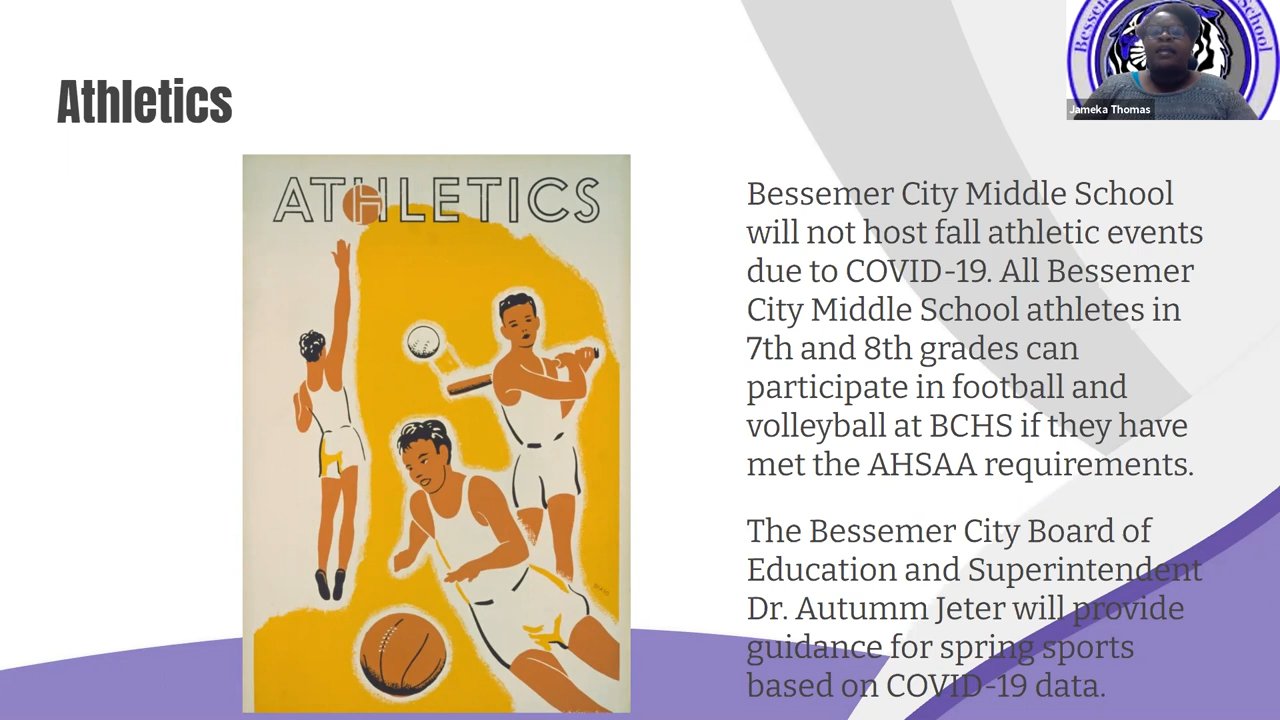 Athletics
ATHLETICS
Bessemer School
Jameka Thomas
Bessemer City Middle School
will not host fall athletic events
due to COVID-19. All Bessemer
City Middle School athletes in
7th and 8th grades can
participate in football and
volleyball at BCHS if they have
met the AHSAA requirements.
The Bessemer City Board of
Education and Superintendent
Dr. Autumm Jeter will provide
guidance for spring sports
based on COVID-19 data.